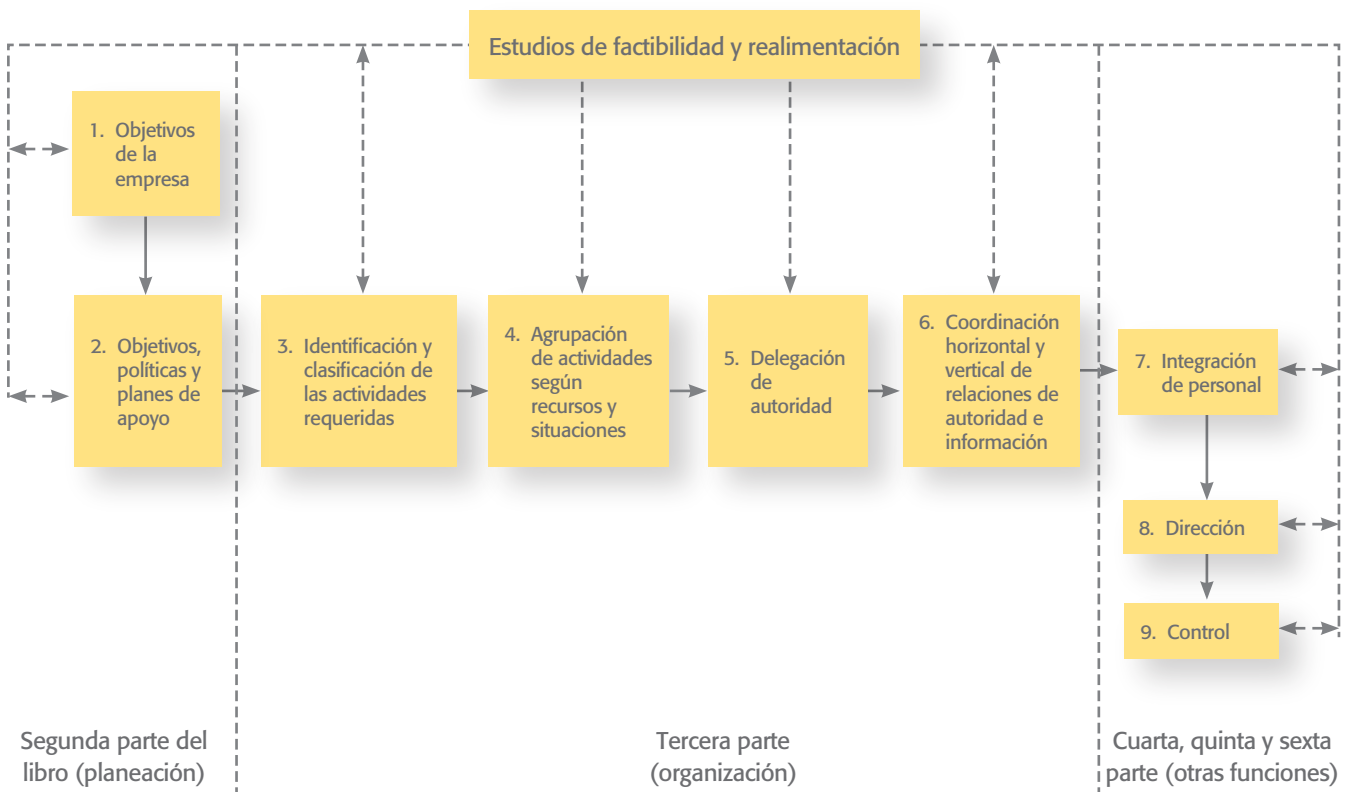 Estudios de factibilidad y realimentación
1. Objetivos
de la
empresa
2. Objetivos,
políticas y
planes de
apoyo
3. Identificación y
clasificación de
las actividades
requeridas
4. Agrupación
de actividades
según
recursos y
situaciones
5. Delegación
de
autoridad
6. Coordinación
horizontal y
vertical de
relaciones de
autoridad e
información
7. Integración
de personal
8. Dirección
9. Control
Segunda parte del
libro (planeación)
Tercera parte
(organización)
Cuarta, quinta y sexta
parte (otras funciones)